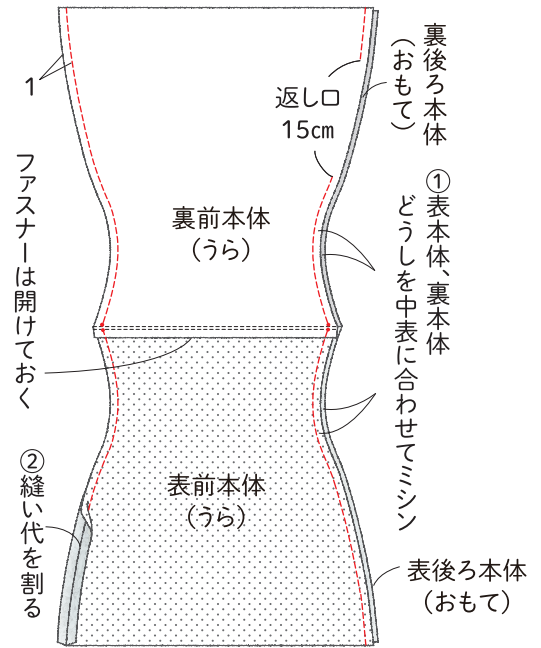 裏後ろ本体
（おもて）
1
返し口
15㎝
①表本体、裏本体
どうしを中表に合わせてミシン
裏前本体
（うら）
ファスナーは開けておく
表前本体
（うら）
②縫い代を割る
表後ろ本体
（おもて）